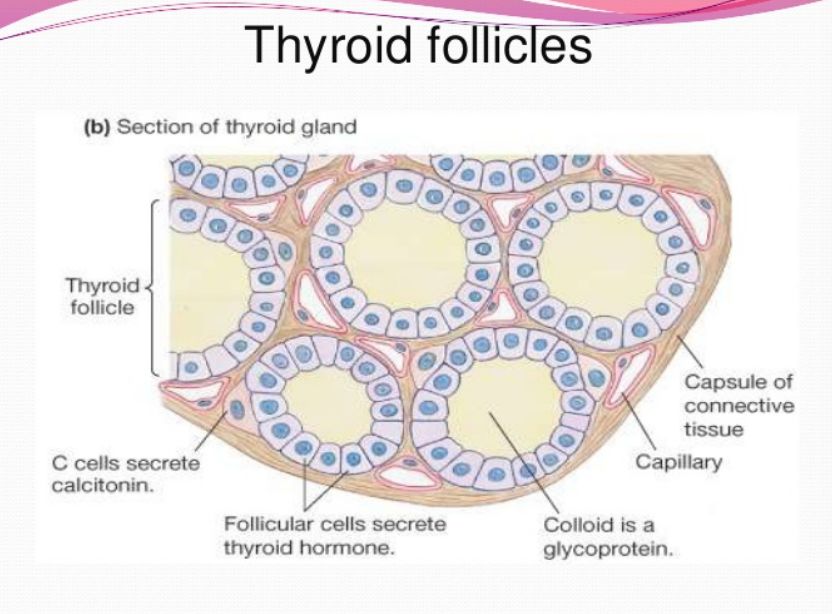 Thyroid follicles
(b) Section of thyroid gland
Thyroid
follicle
Capsule of
connective
tissue
C cells secrete
calcitonin.
Capillary
Follicular cells secrete
thyroid hormone.
Colloid is a
glycoprotein.